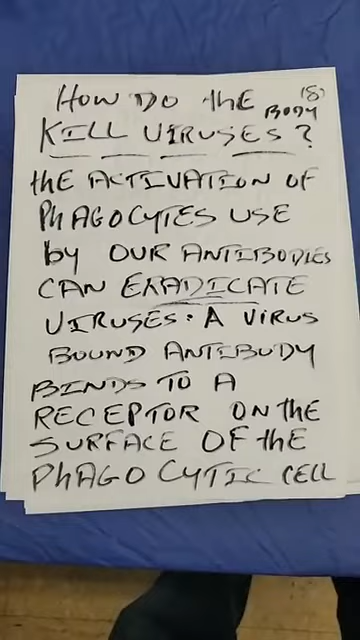 HOW DO the BODY (8)
KILL VIRUSES?
the ACTIVATION OF
PhAGOCYTES USE
by OUR ANTIBODIES
CAN ERADICATE
VIRUSES. A VIRUS
BOUND ANTIBODY
BINDS TO A
RECEPTOR ON the
SURFACE OF the
PhAGOCYTIC CELL